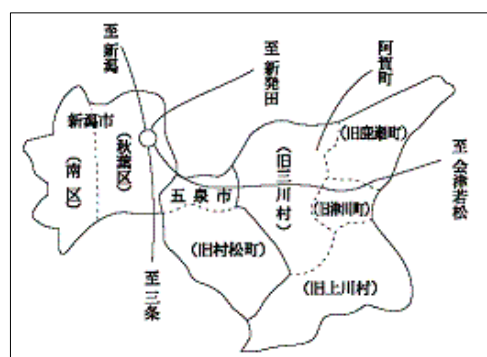 至新潟
至新発田
阿賀町
新潟市
(南区)
(秋葉区)
五泉市
(旧村松町)
(旧三川村)
(旧鹿瀬町)
(旧津川町)
(旧上川村)
至会津若松
至三条